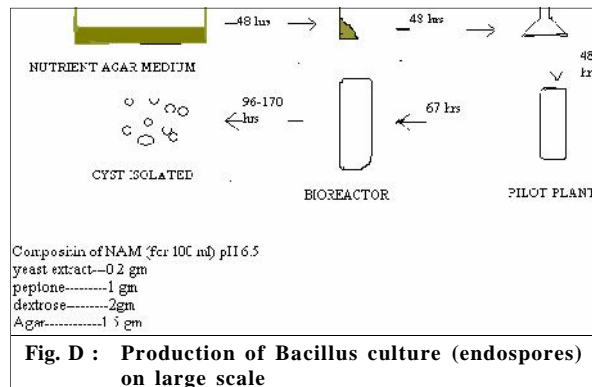 48 hrs
48 hrs
NUTRIENT AGAR MEDIUM
48
hrs
96-170
hrs
67 hrs
CYST ISOLATED
BIOREACTOR
PILOT PLANT
Compositin of NAM (for 100 ml) pH 6.5
yeast extract---0.2 gm
peptone---------1 gm
dextrose--------2gm
Agar------------1.5 gm
Fig. D : Production of Bacillus culture (endospores)
on large scale